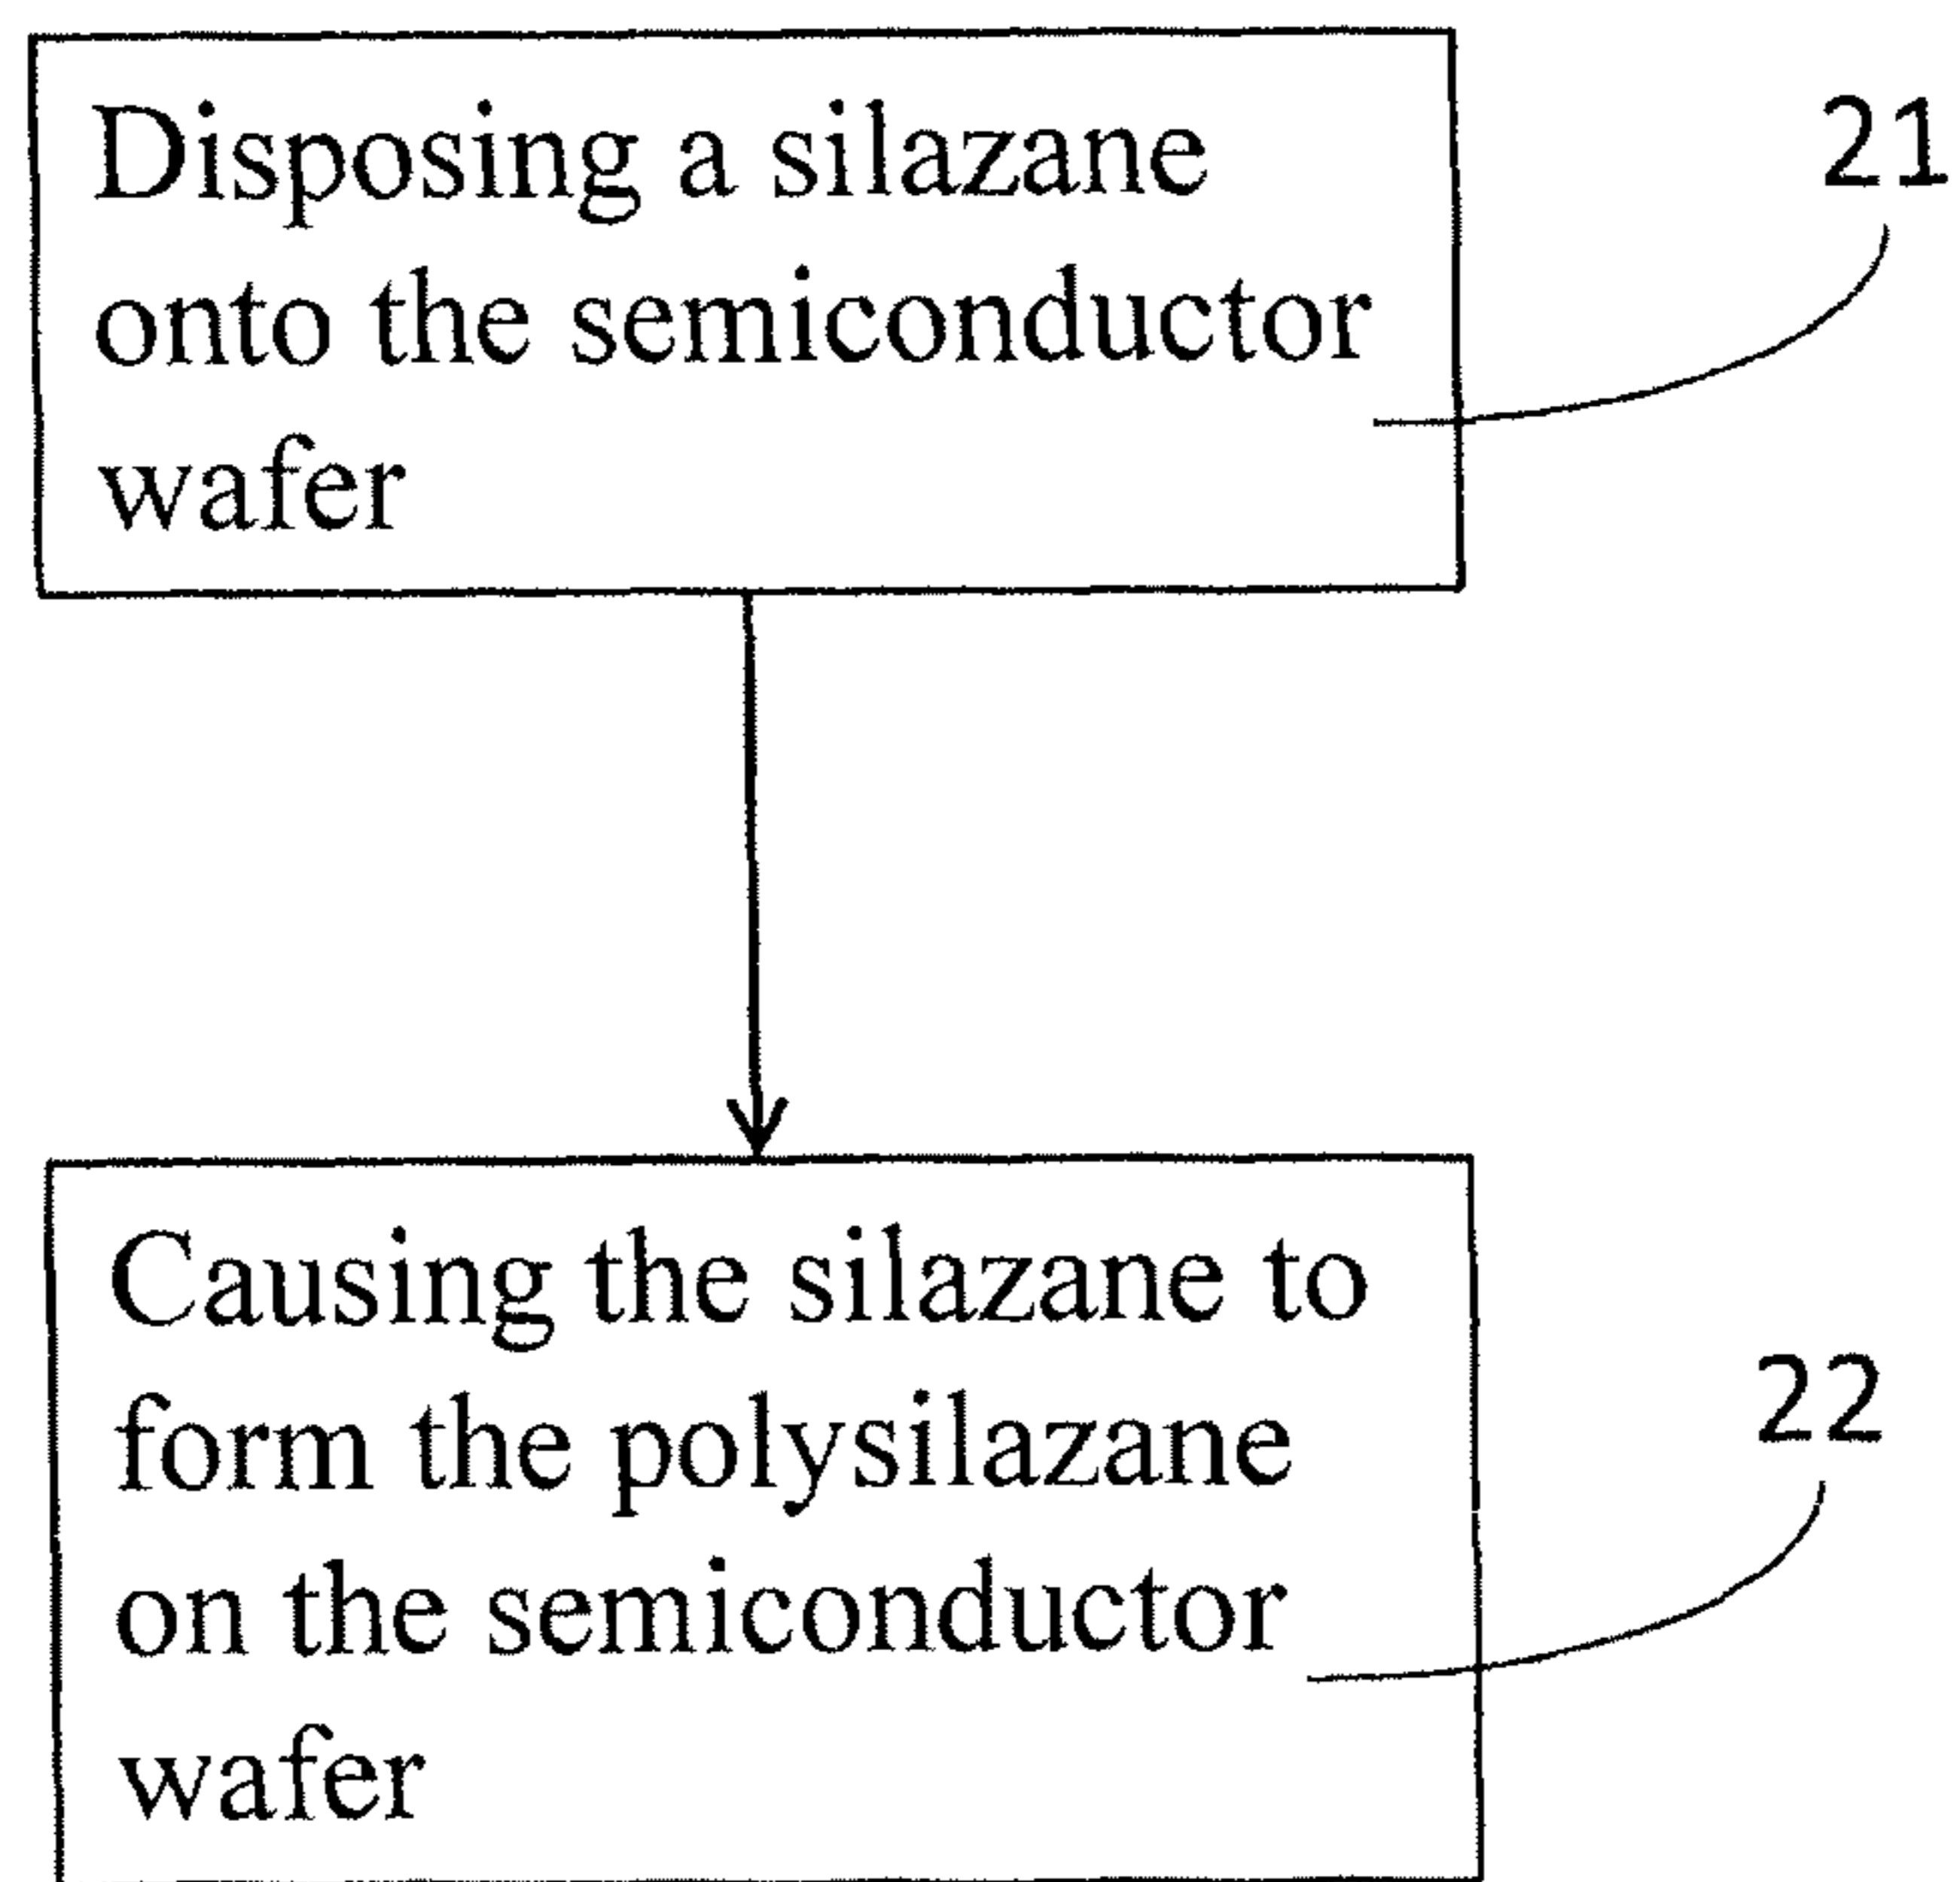 Disposing a silazane
onto the semiconductor
wafer
21
Causing the silazane to
form the polysilazane
on the semiconductor
wafer
22